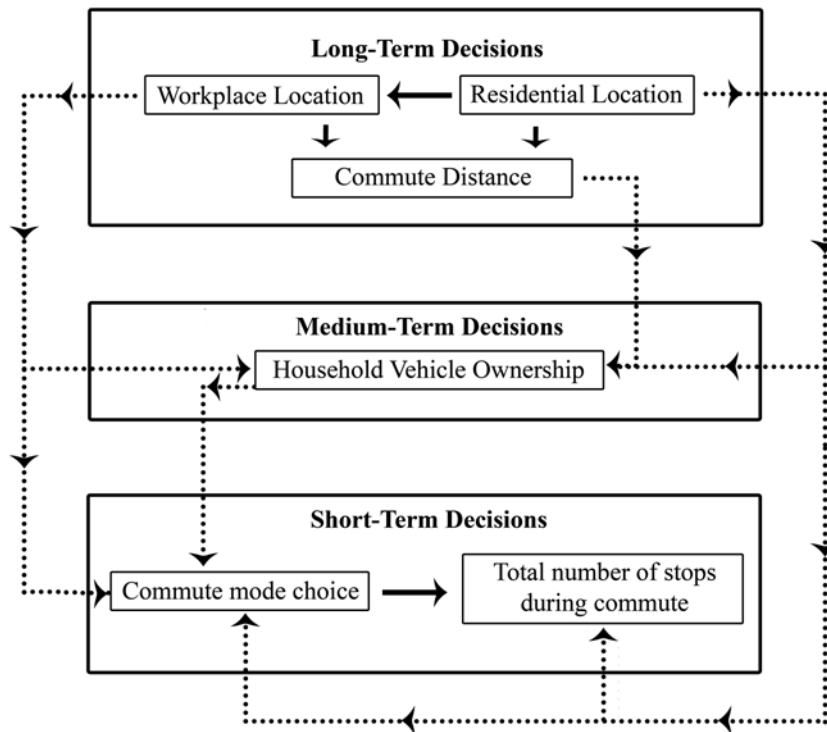 Long-Term Decisions
Workplace Location
Residential Location
Commute Distance
Medium-Term Decisions
Household Vehicle Ownership
Short-Term Decisions
Commute mode choice
Total number of stops
during commute